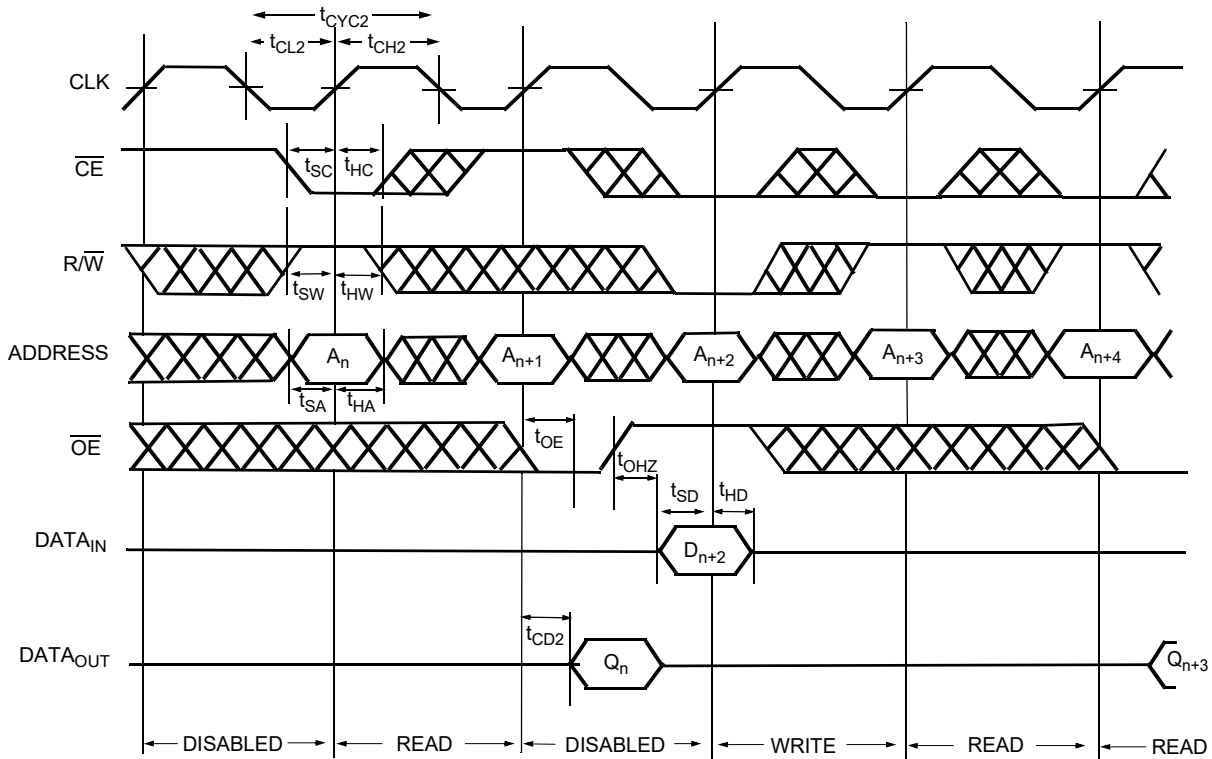 tCYC2
tCL2 tCH2
CLK
CE tSC tHC
R/W
tSW tHW
ADDRESS An An+1 An+2 An+3 An+4
tSA tHA
OE tOE
tOHZ
tSD tHD
DATAIN Dn+2
tCD2
DATAOUT Qn Qn+3
DISABLED READ DISABLED WRITE READ READ